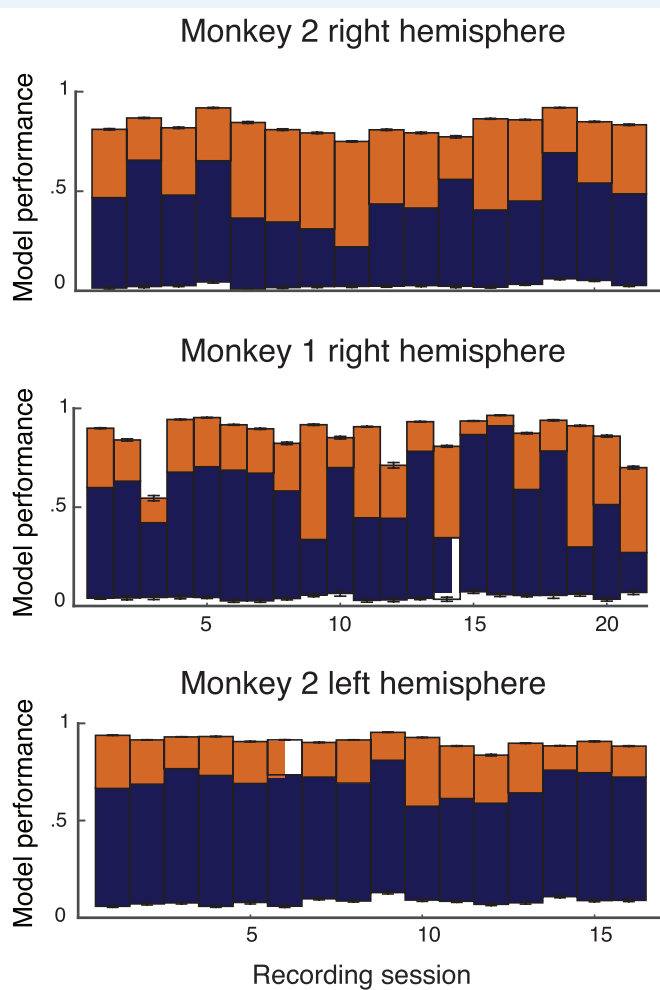 Monkey 2 right hemisphere
Model performance
1
.5
0
Monkey 1 right hemisphere
Model performance
1
.5
0
5 10 15 20
Monkey 2 left hemisphere
Model performance
1
.5
0
5 10 15
Recording session